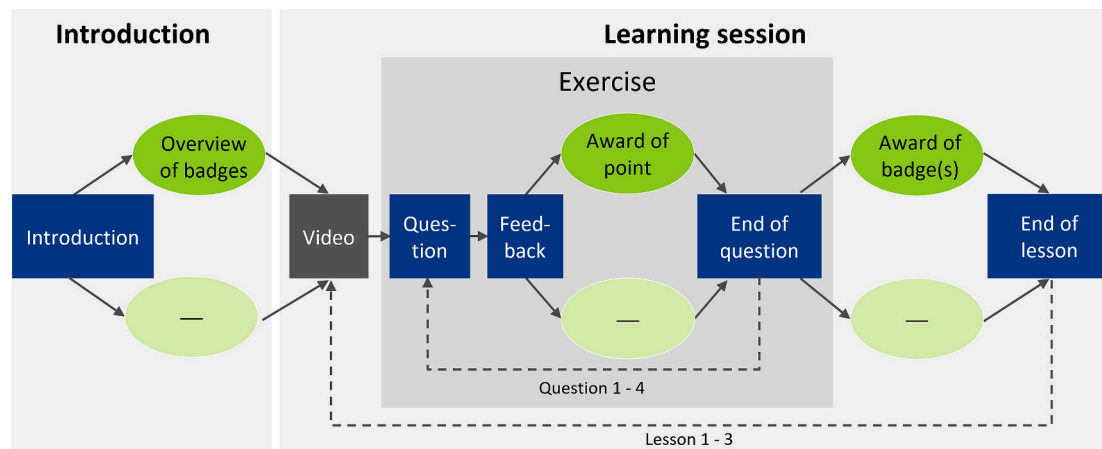 Introduction
Learning session
Exercise
Overview
of badges
Award of
point
Award of
badge(s)
Introduction
Video
Ques-
tion
Feed-
back
End of
question
End of
lesson
—
—
—
Question 1 - 4
Lesson 1 - 3